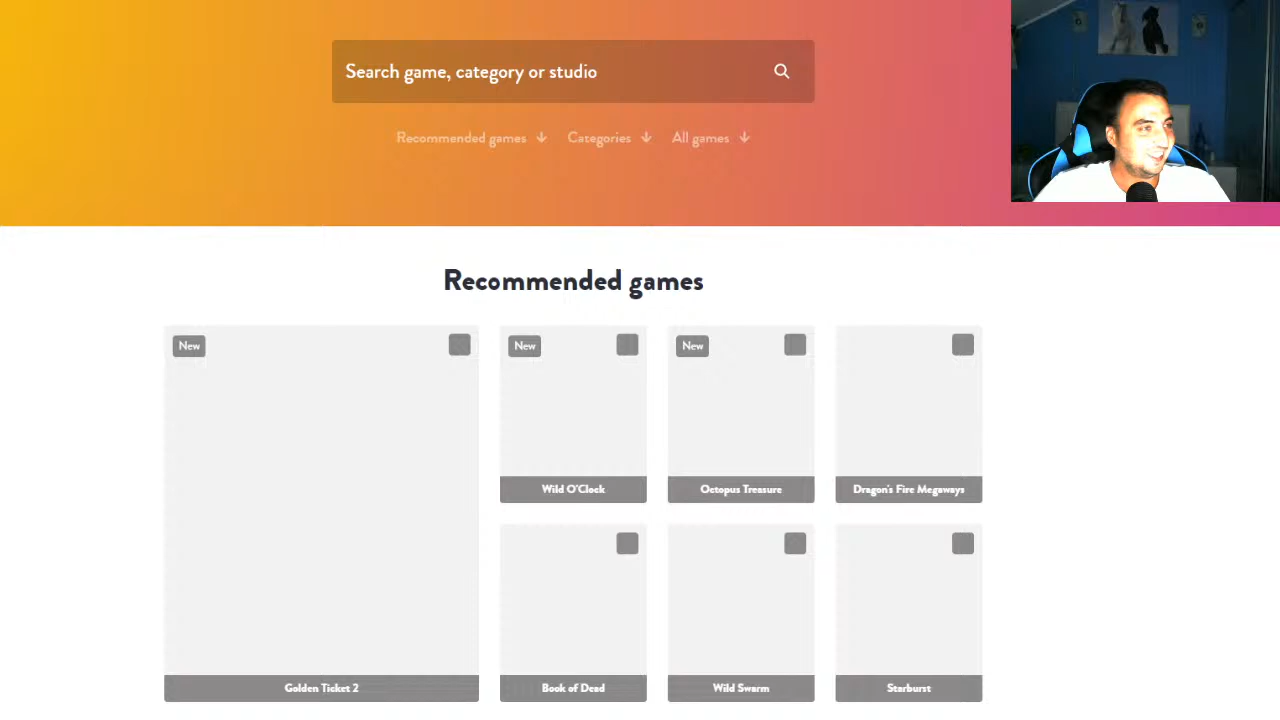 Search game, category or studio
Recommended games
Categories
All games
Recommended games
New
New
New
Wild O'Clock
Octopus Treasure
Dragon's Fire Megaways
Golden Ticket 2
Book of Dead
Wild Swarm
Starburst